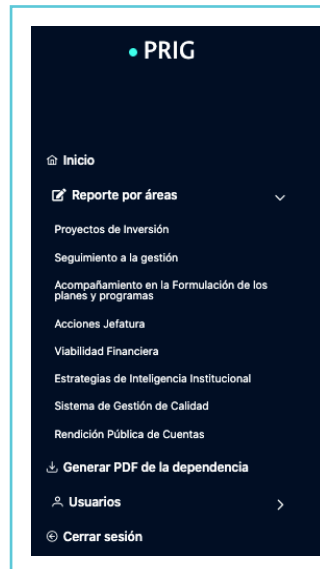 PRIG
Inicio
Reporte por áreas
Proyectos de Inversión
Seguimiento a la gestión
Acompañamiento en la Formulación de los
planes y programas
Acciones Jefatura
Viabilidad Financiera
Estrategias de Inteligencia Institucional
Sistema de Gestión de Calidad
Rendición Pública de Cuentas
Generar PDF de la dependencia
Usuarios
Cerrar sesión